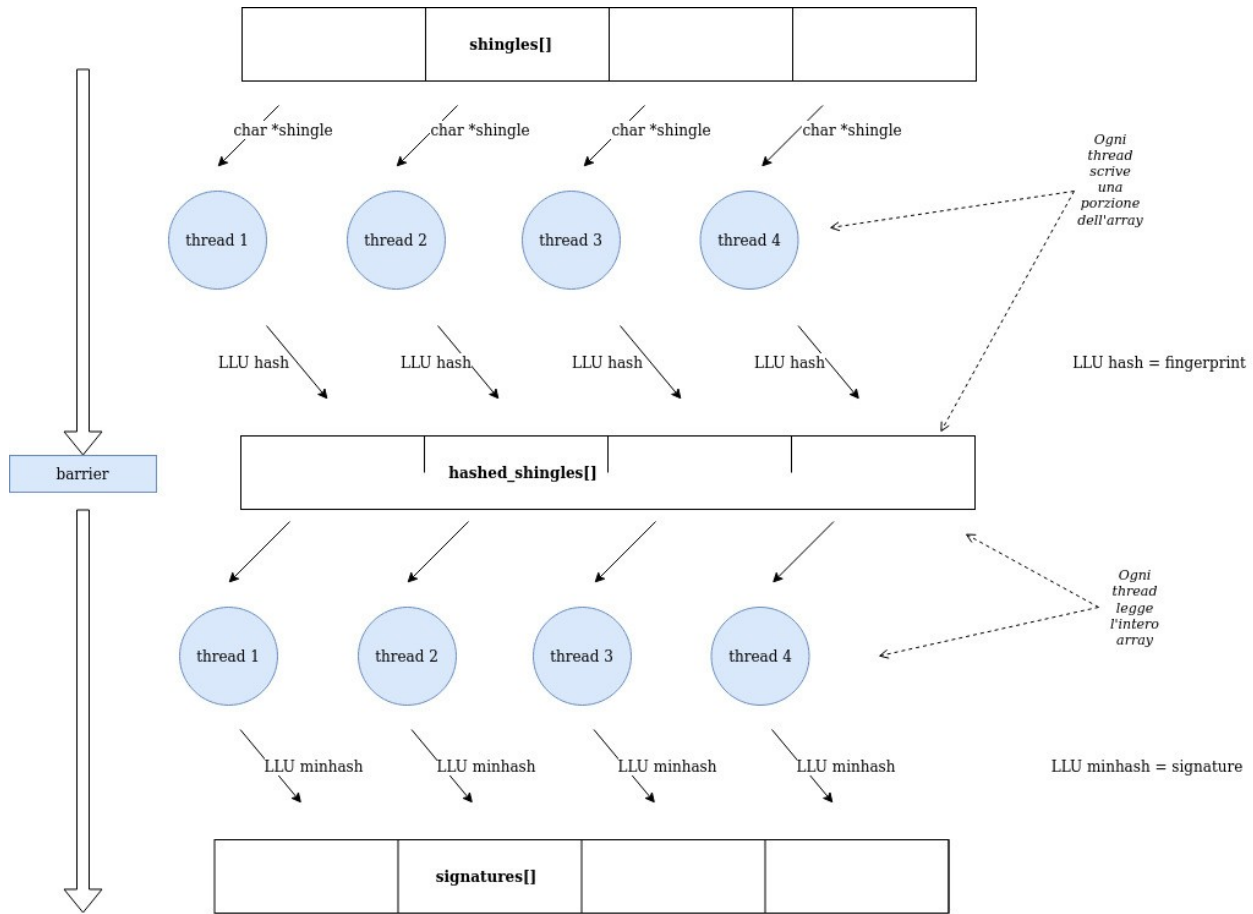 shingles[]
char *shingle
char *shingle
char *shingle
char *shingle
Ogni
thread
scrive
una
porzione
dell'array
thread 1
thread 2
thread 3
thread 4
LLU hash
LLU hash
LLU hash
LLU hash
LLU hash = fingerprint
barrier
hashed_shingles[]
Ogni
thread
legge
l'intero
array
thread 1
thread 2
thread 3
thread 4
LLU minhash
LLU minhash
LLU minhash
LLU minhash
LLU minhash = signature
signatures[]